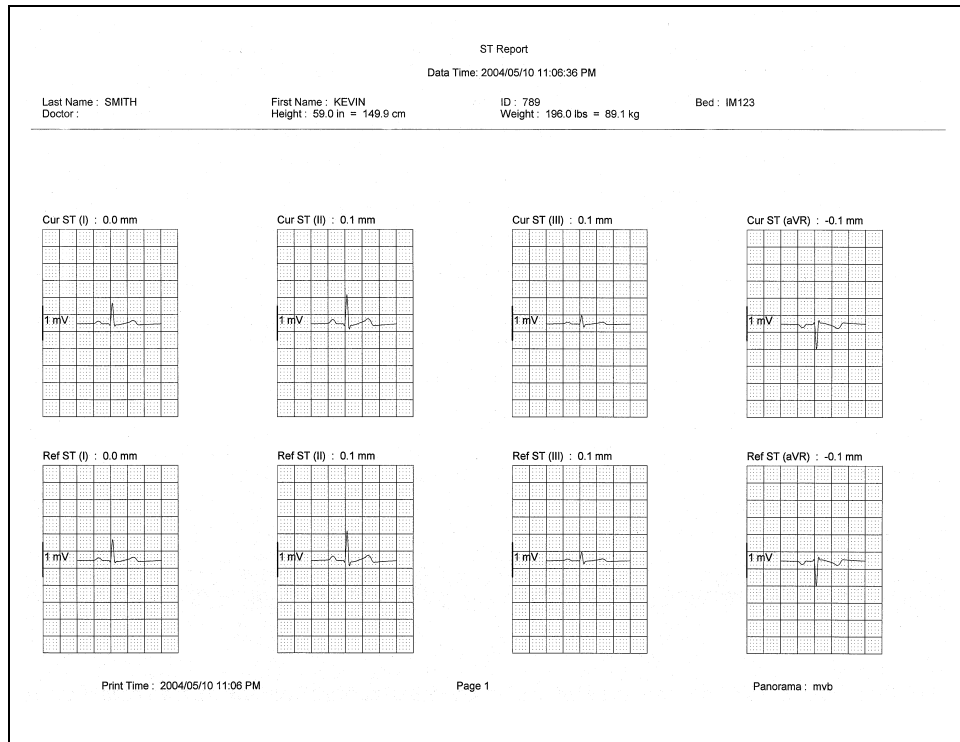 ST Report
Data Time: 2004/05/10 11:06:36 PM
Last Name : SMITH First Name : KEVIN ID : 789 Bed : IM123
Doctor : Height : 59.0 in = 149.9 cm Weight : 196.0 lbs = 89.1 kg
Cur ST (I) : 0.0 mm Cur ST (II) : 0.1 mm Cur ST (III) : 0.1 mm Cur ST (aVR) : -0.1 mm
1 mV 1 mV 1 mV 1 mV
Ref ST (I) : 0.0 mm Ref ST (II) : 0.1 mm Ref ST (III) : 0.1 mm Ref ST (aVR) : -0.1 mm
1 mV 1 mV 1 mV 1 mV
Print Time : 2004/05/10 11:06 PM Page 1 Panorama : mvb